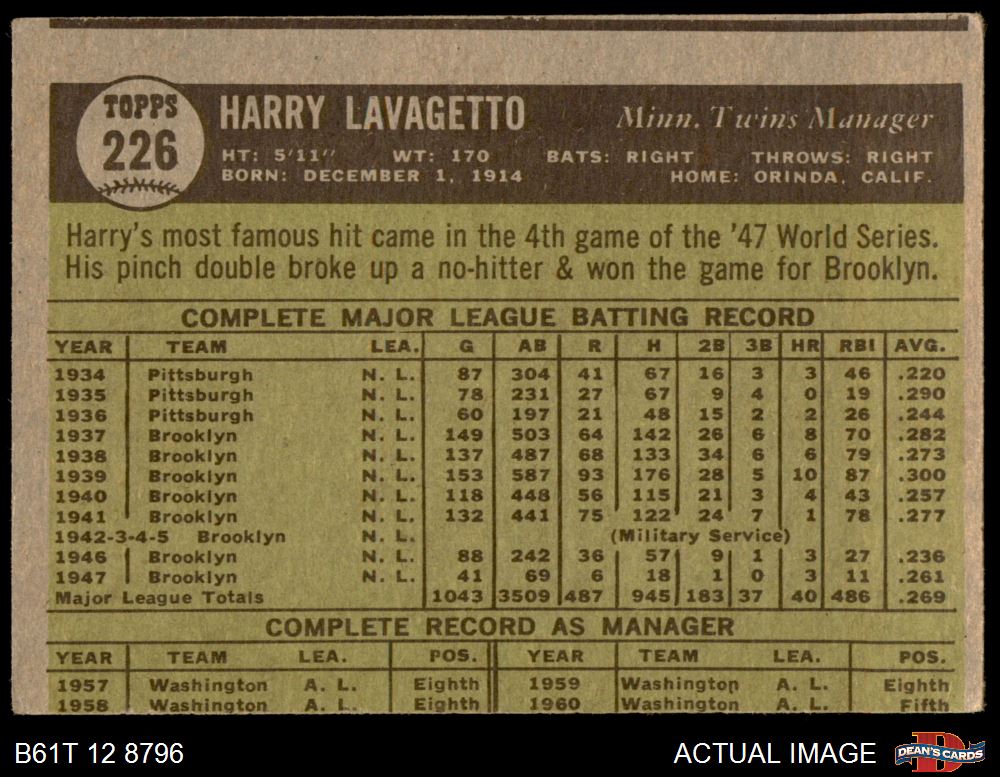 TOPPS
226
HARRY LAVAGETTO Minn. Twins Manager
HT: 5'11" WT: 170 BATS: RIGHT THROWS: RIGHT
BORN: DECEMBER 1, 1914 HOME: ORINDA, CALIF.
Harry's most famous hit came in the 4th game of the '47 World Series.
His pinch double broke up a no-hitter & won the game for Brooklyn.
COMPLETE MAJOR LEAGUE BATTING RECORD
YEAR TEAM LEA. G AB R H 2B 3B HR RBI AVG.
1934 Pittsburgh N. L. 87 304 41 67 16 3 3 46 .220
1935 Pittsburgh N. L. 78 231 27 67 9 4 0 19 .290
1936 Pittsburgh N. L. 60 197 21 48 15 2 2 26 .244
1937 Brooklyn N. L. 149 503 64 142 26 6 8 70 .282
1938 Brooklyn N. L. 137 487 68 133 34 6 6 79 .273
1939 Brooklyn N. L. 153 587 93 176 28 5 10 87 .300
1940 Brooklyn N. L. 118 448 56 115 21 3 4 43 .257
1941 Brooklyn N. L. 132 441 75 122 24 7 1 78 .277
1942-3-4-5 Brooklyn N. L. (Military Service)
1946 Brooklyn N. L. 88 242 36 57 9 1 3 27 .236
1947 Brooklyn N. L. 41 69 6 18 1 0 3 11 .261
Major League Totals 1043 3509 487 945 183 37 40 486 .269
COMPLETE RECORD AS MANAGER
YEAR TEAM LEA. POS. YEAR TEAM LEA. POS.
1957 Washington A. L. Eighth 1959 Washington A. L. Eighth
1958 Washington A. L. Eighth 1960 Washington A. L. Fifth
B61T 12 8796 ACTUAL IMAGE D DEAN'S CARDS